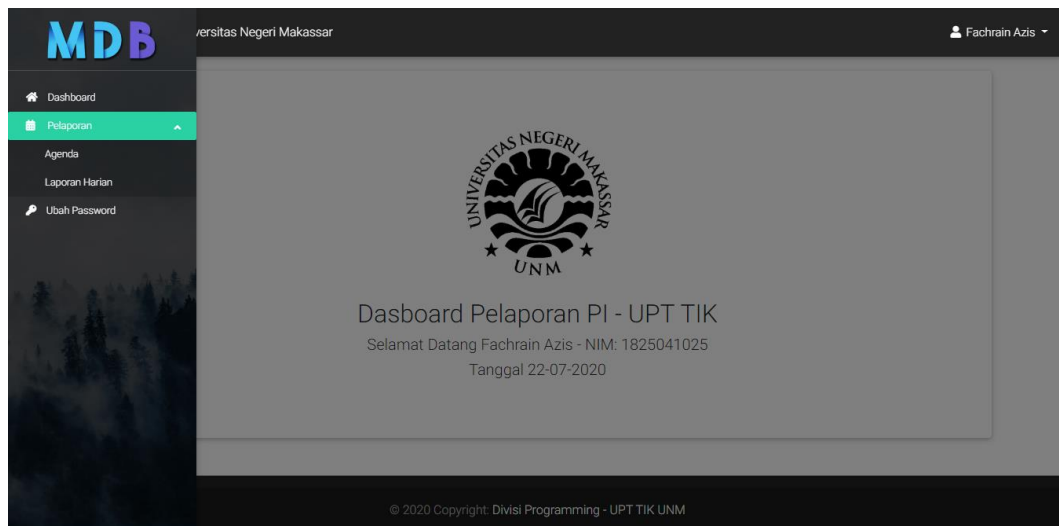 MDB
versitas Negeri Makassar
Fachrain Azis
Dashboard
Pelaporan
Agenda
Laporan Harian
Ubah Password
UNIVERSITAS NEGERI MAKASSAR
UNM
Dasboard Pelaporan PI - UPT TIK
Selamat Datang Fachrain Azis - NIM: 1825041025
Tanggal 22-07-2020
© 2020 Copyright: Divisi Programming - UPT TIK UNM